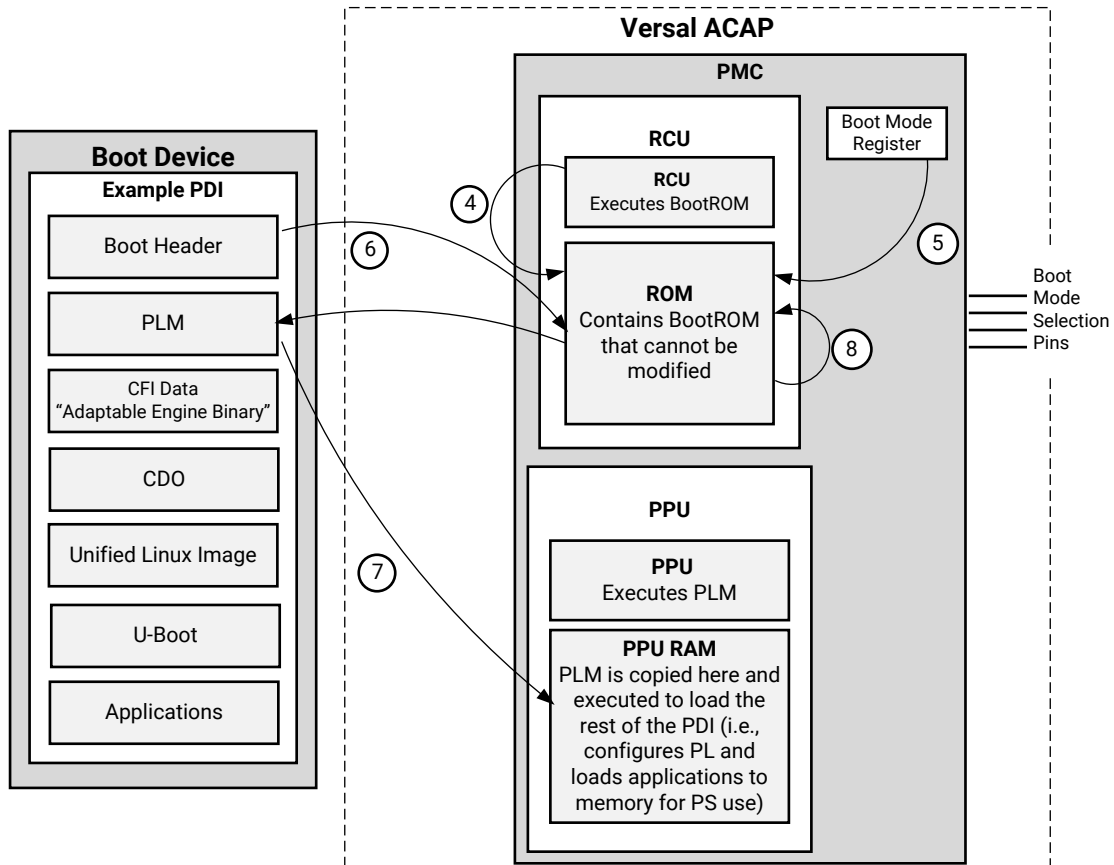 Versal ACAP
PMC
Boot Device
Example PDI
Boot Header
PLM
CFI Data
“Adaptable Engine Binary”
CDO
Unified Linux Image
U-Boot
Applications
RCU
RCU
Executes BootROM
ROM
Contains BootROM
that cannot be
modified
Boot Mode
Register
4
5
6
8
7
Boot
Mode
Selection
Pins
PPU
PPU
Executes PLM
PPU RAM
PLM is copied here and
executed to load the
rest of the PDI (i.e.,
configures PL and
loads applications to
memory for PS use)